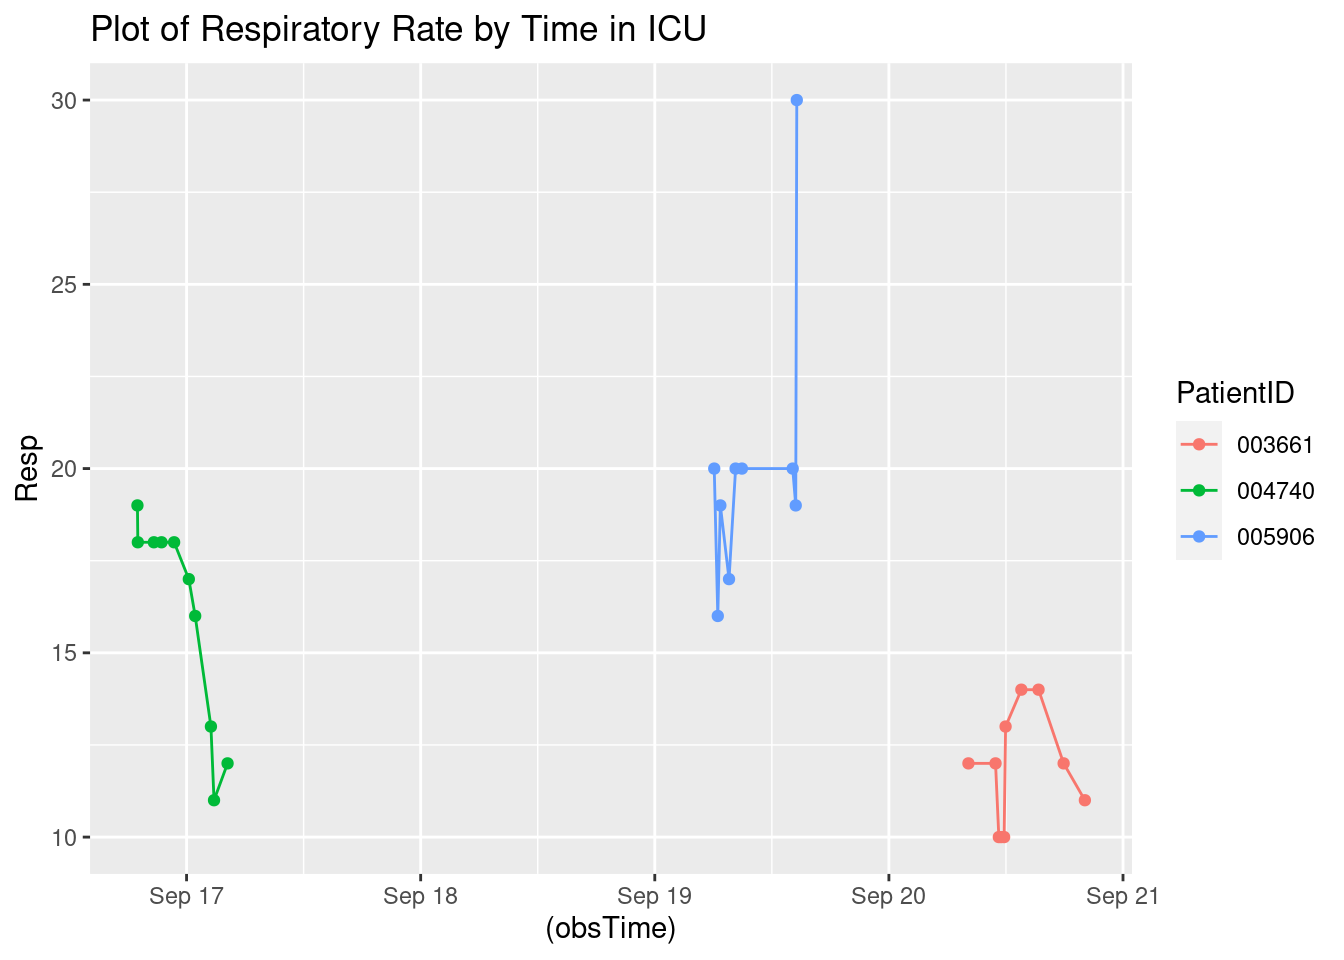 Plot of Respiratory Rate by Time in ICU
30
25
20
15
10
Resp
Sep 17 Sep 18 Sep 19 Sep 20 Sep 21
(obsTime)
PatientID
003661
004740
005906